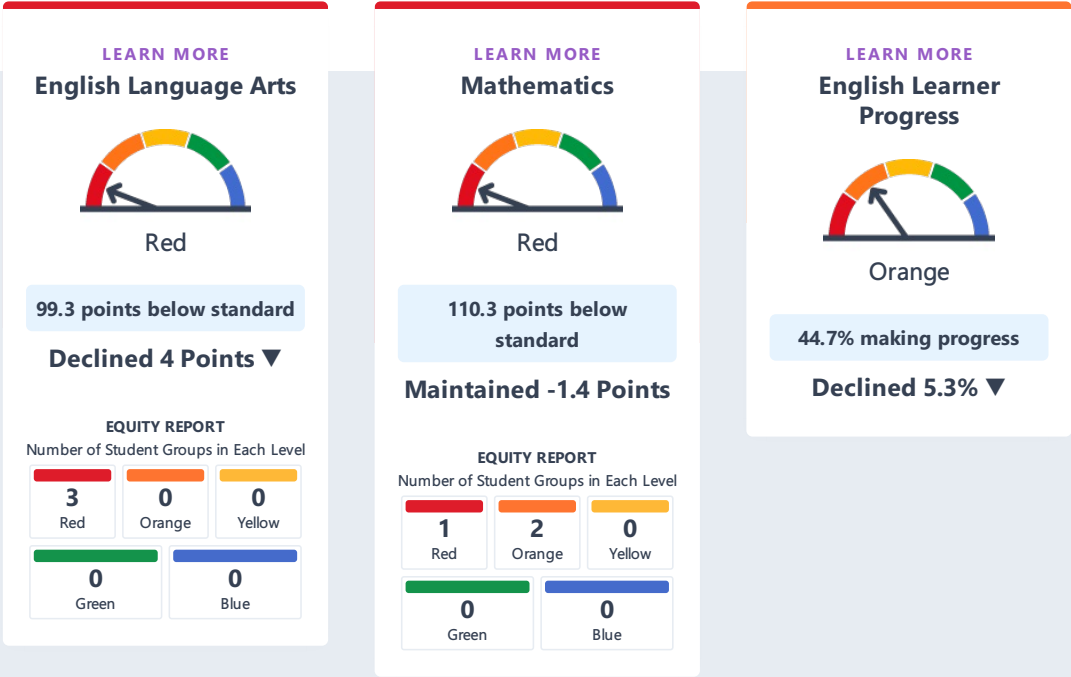 LEARN MORE
English Language Arts
Red
99.3 points below standard
Declined 4 Points ▼
EQUITY REPORT
Number of Student Groups in Each Level
3
Red
0
Orange
0
Yellow
0
Green
0
Blue
LEARN MORE
Mathematics
Red
110.3 points below
standard
Maintained -1.4 Points
EQUITY REPORT
Number of Student Groups in Each Level
1
Red
2
Orange
0
Yellow
0
Green
0
Blue
LEARN MORE
English Learner
Progress
Orange
44.7% making progress
Declined 5.3% ▼